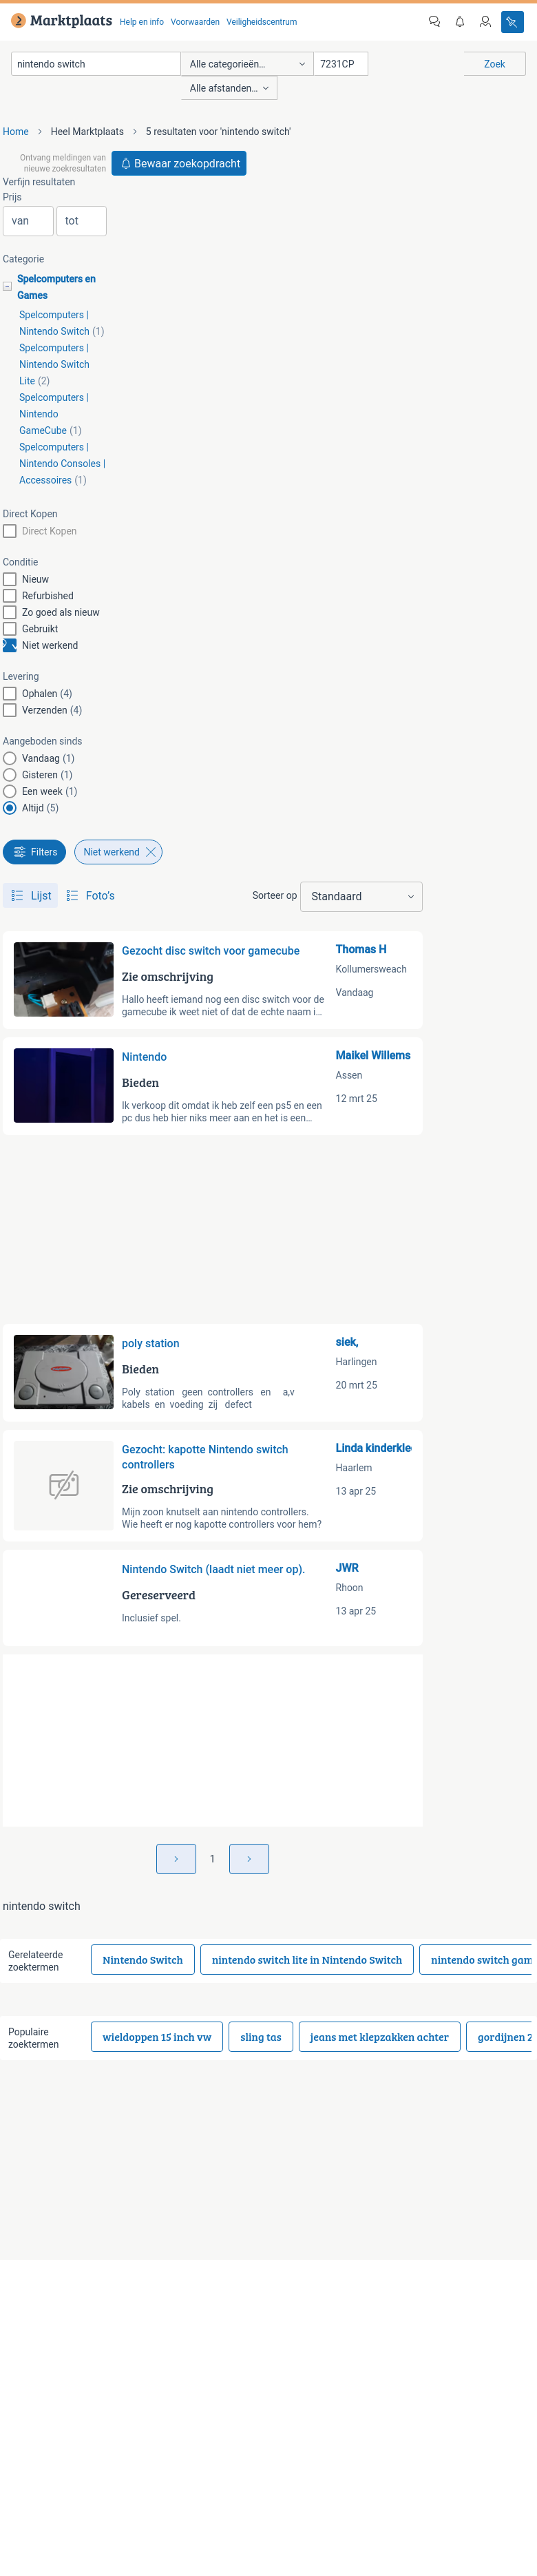 Marktplaats
Help en info
Voorwaarden
Veiligheidscentrum
nintendo switch
Alle categorieën...
7231CP
Zoek
Alle afstanden...
Home
Heel Marktplaats
5 resultaten voor 'nintendo switch'
Ontvang meldingen van
nieuwe zoekresultaten
Bewaar zoekopdracht
Verfijn resultaten
Prijs
van
tot
Categorie
Spelcomputers en
Games
Spelcomputers |
Nintendo Switch (1)
Spelcomputers |
Nintendo Switch
Lite (2)
Spelcomputers |
Nintendo
GameCube (1)
Spelcomputers |
Nintendo Consoles |
Accessoires (1)
Direct Kopen
Direct Kopen
Conditie
Nieuw
Refurbished
Zo goed als nieuw
Gebruikt
Niet werkend
Levering
Ophalen (4)
Verzenden (4)
Aangeboden sinds
Vandaag (1)
Gisteren (1)
Een week (1)
Altijd (5)
Filters
Niet werkend
Lijst
Foto's
Sorteer op
Standaard
Gezocht disc switch voor gamecube
Zie omschrijving
Hallo heeft iemand nog een disc switch voor de
gamecube ik weet niet of dat de echte naam i...
Thomas H
Kollumersweach
Vandaag
Nintendo
Bieden
Ik verkoop dit omdat ik heb zelf een ps5 en een
pc dus heb hier niks meer aan en het is een...
Maikel Willems
Assen
12 mrt 25
poly station
Bieden
Poly station geen controllers en a,v
kabels en voeding zij defect
siek,
Harlingen
20 mrt 25
Gezocht: kapotte Nintendo switch
controllers
Zie omschrijving
Mijn zoon knutselt aan nintendo controllers.
Wie heeft er nog kapotte controllers voor hem?
Linda kinderkle
Haarlem
13 apr 25
Nintendo Switch (laadt niet meer op).
Gereserveerd
Inclusief spel.
JWR
Rhoon
13 apr 25
1
nintendo switch
Gerelateerde
zoektermen
Nintendo Switch
nintendo switch lite in Nintendo Switch
nintendo switch gam
Populaire
zoektermen
wieldoppen 15 inch vw
sling tas
jeans met klepzakken achter
gordijnen 2